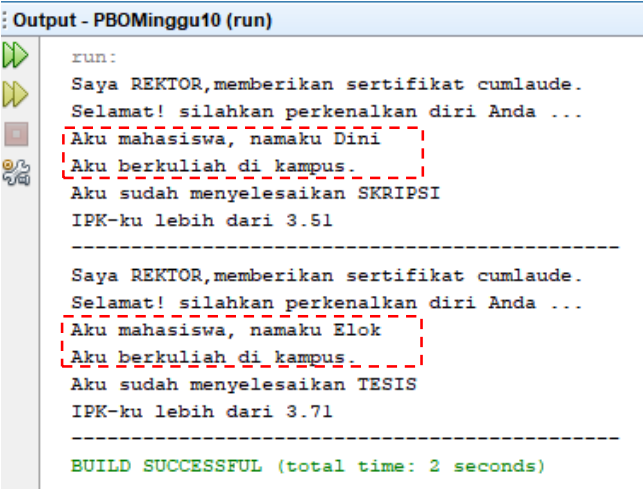 Output - PBOMinggu10 (run)
run:
Saya REKTOR,memberikan sertifikat cumlaude.
Selamat! silahkan perkenalkan diri Anda ...
Aku mahasiswa, namaku Dini
Aku berkuliah di kampus.
Aku sudah menyelesaikan SKRIPSI
IPK-ku lebih dari 3.51
----------------------------------------------
Saya REKTOR,memberikan sertifikat cumlaude.
Selamat! silahkan perkenalkan diri Anda ...
Aku mahasiswa, namaku Elok
Aku berkuliah di kampus.
Aku sudah menyelesaikan TESIS
IPK-ku lebih dari 3.71
----------------------------------------------
BUILD SUCCESSFUL (total time: 2 seconds)